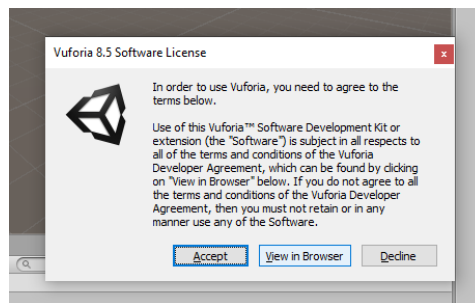 Vuforia 8.5 Software License
x
In order to use Vuforia, you need to agree to the
terms below.
Use of this Vuforia™ Software Development Kit or
extension (the "Software") is subject in all respects to
all of the terms and conditions of the Vuforia
Developer Agreement, which can be found by clicking
on "View in Browser" below. If you do not agree to all
the terms and conditions of the Vuforia Developer
Agreement, then you must not retain or in any
manner use any of the Software.
Accept
View in Browser
Decline